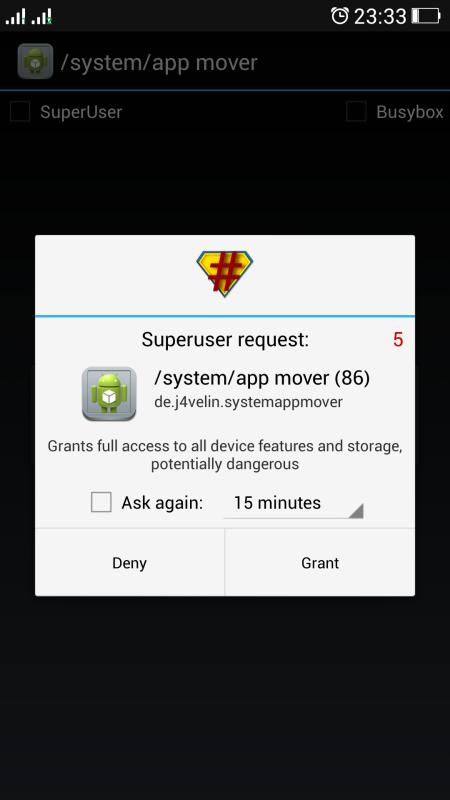 23:33
/system/app mover
SuperUser
Busybox
#
Superuser request:
5
/system/app mover (86)
de.j4velin.systemappmover
Grants full access to all device features and storage,
potentially dangerous
Ask again:
15 minutes
Deny
Grant